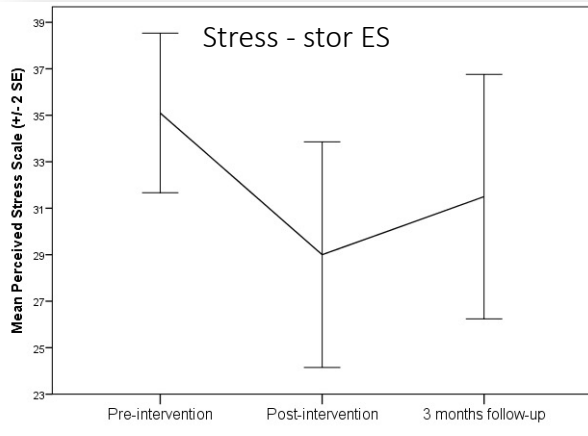 Stress - stor ES
Mean Perceived Stress Scale (+/- 2 SE)
39
37
35
33
31
29
27
25
23
Pre-intervention
Post-intervention
3 months follow-up